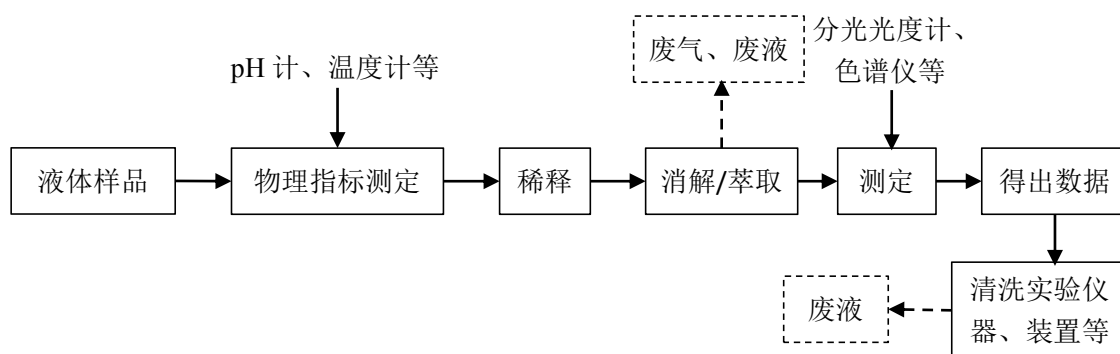 pH 计、温度计等
废气、废液
分光光度计、
色谱仪等
液体样品
物理指标测定
稀释
消解/萃取
测定
得出数据
废液
清洗实验仪
器、装置等